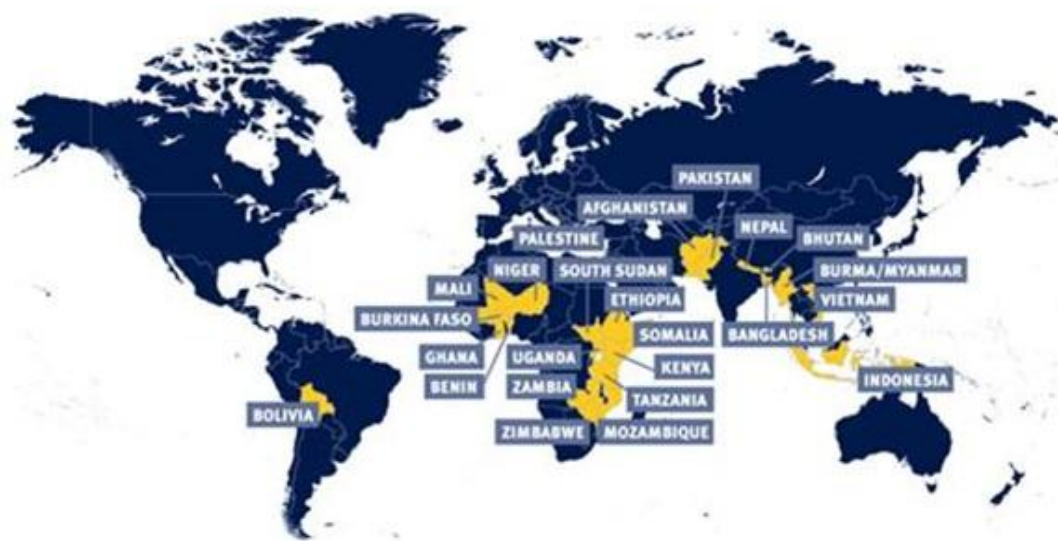 PAKISTAN
AFGHANISTAN
NEPAL
BHUTAN
PALESTINE
NIGER
SOUTH SUDAN
BURMA/MYANMAR
MALI
ETHIOPIA
VIETNAM
BURKINA FASO
SOMALIA
BANGLADESH
GHANA
UGANDA
KENYA
BENIN
ZAMBIA
TANZANIA
INDONESIA
BOLIVIA
ZIMBABWE
MOZAMBIQUE